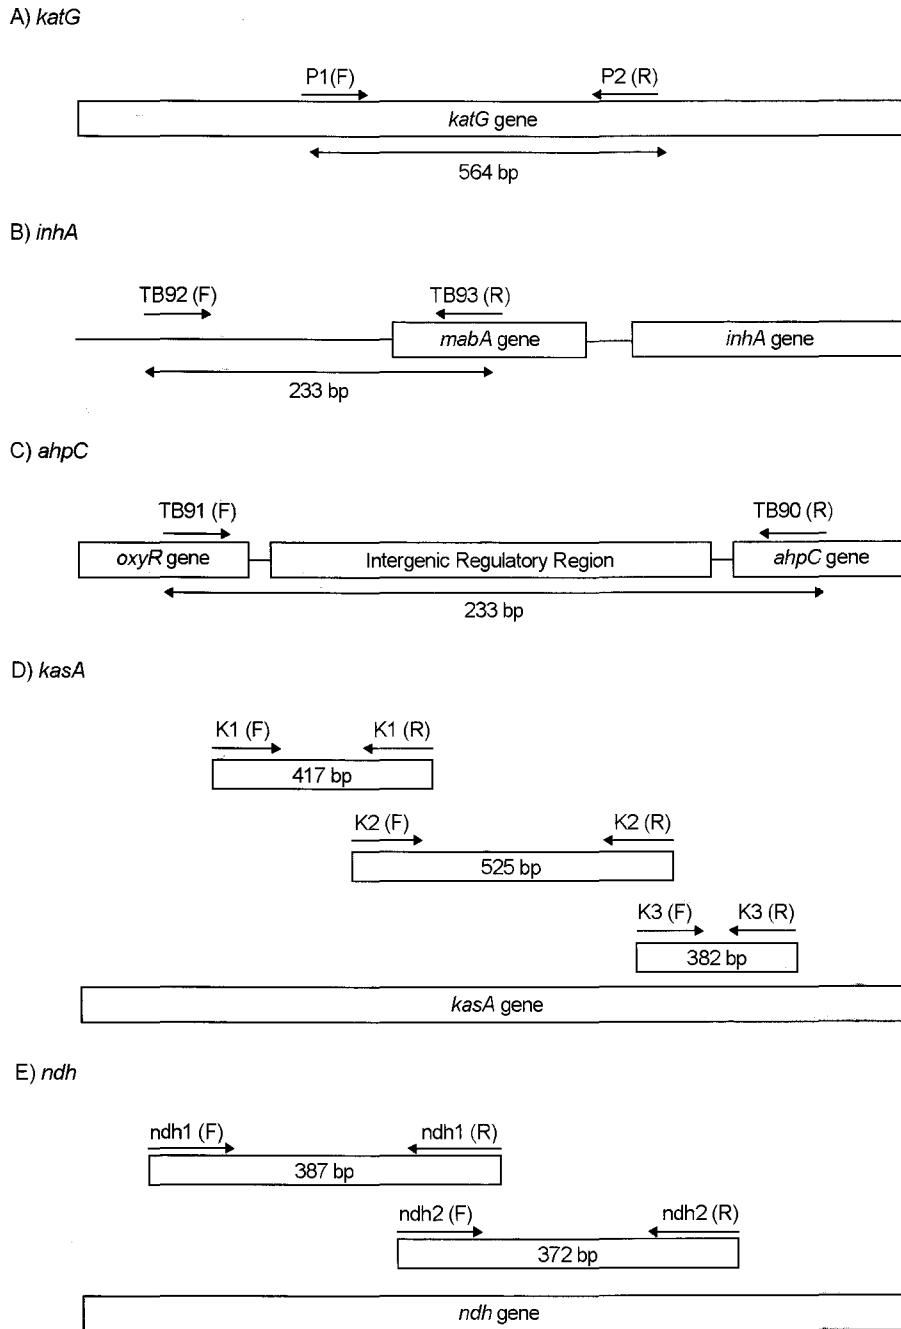 A) katG
P1(F) P2 (R)
katG gene
564 bp
B) inhA
TB92 (F) TB93 (R)
mabA gene inhA gene
233 bp
C) ahpC
TB91 (F) TB90 (R)
oxyR gene Intergenic Regulatory Region ahpC gene
233 bp
D) kasA
K1 (F) K1 (R)
417 bp
K2 (F) K2 (R)
525 bp
K3 (F) K3 (R)
382 bp
kasA gene
E) ndh
ndh1 (F) ndh1 (R)
387 bp
ndh2 (F) ndh2 (R)
372 bp
ndh gene